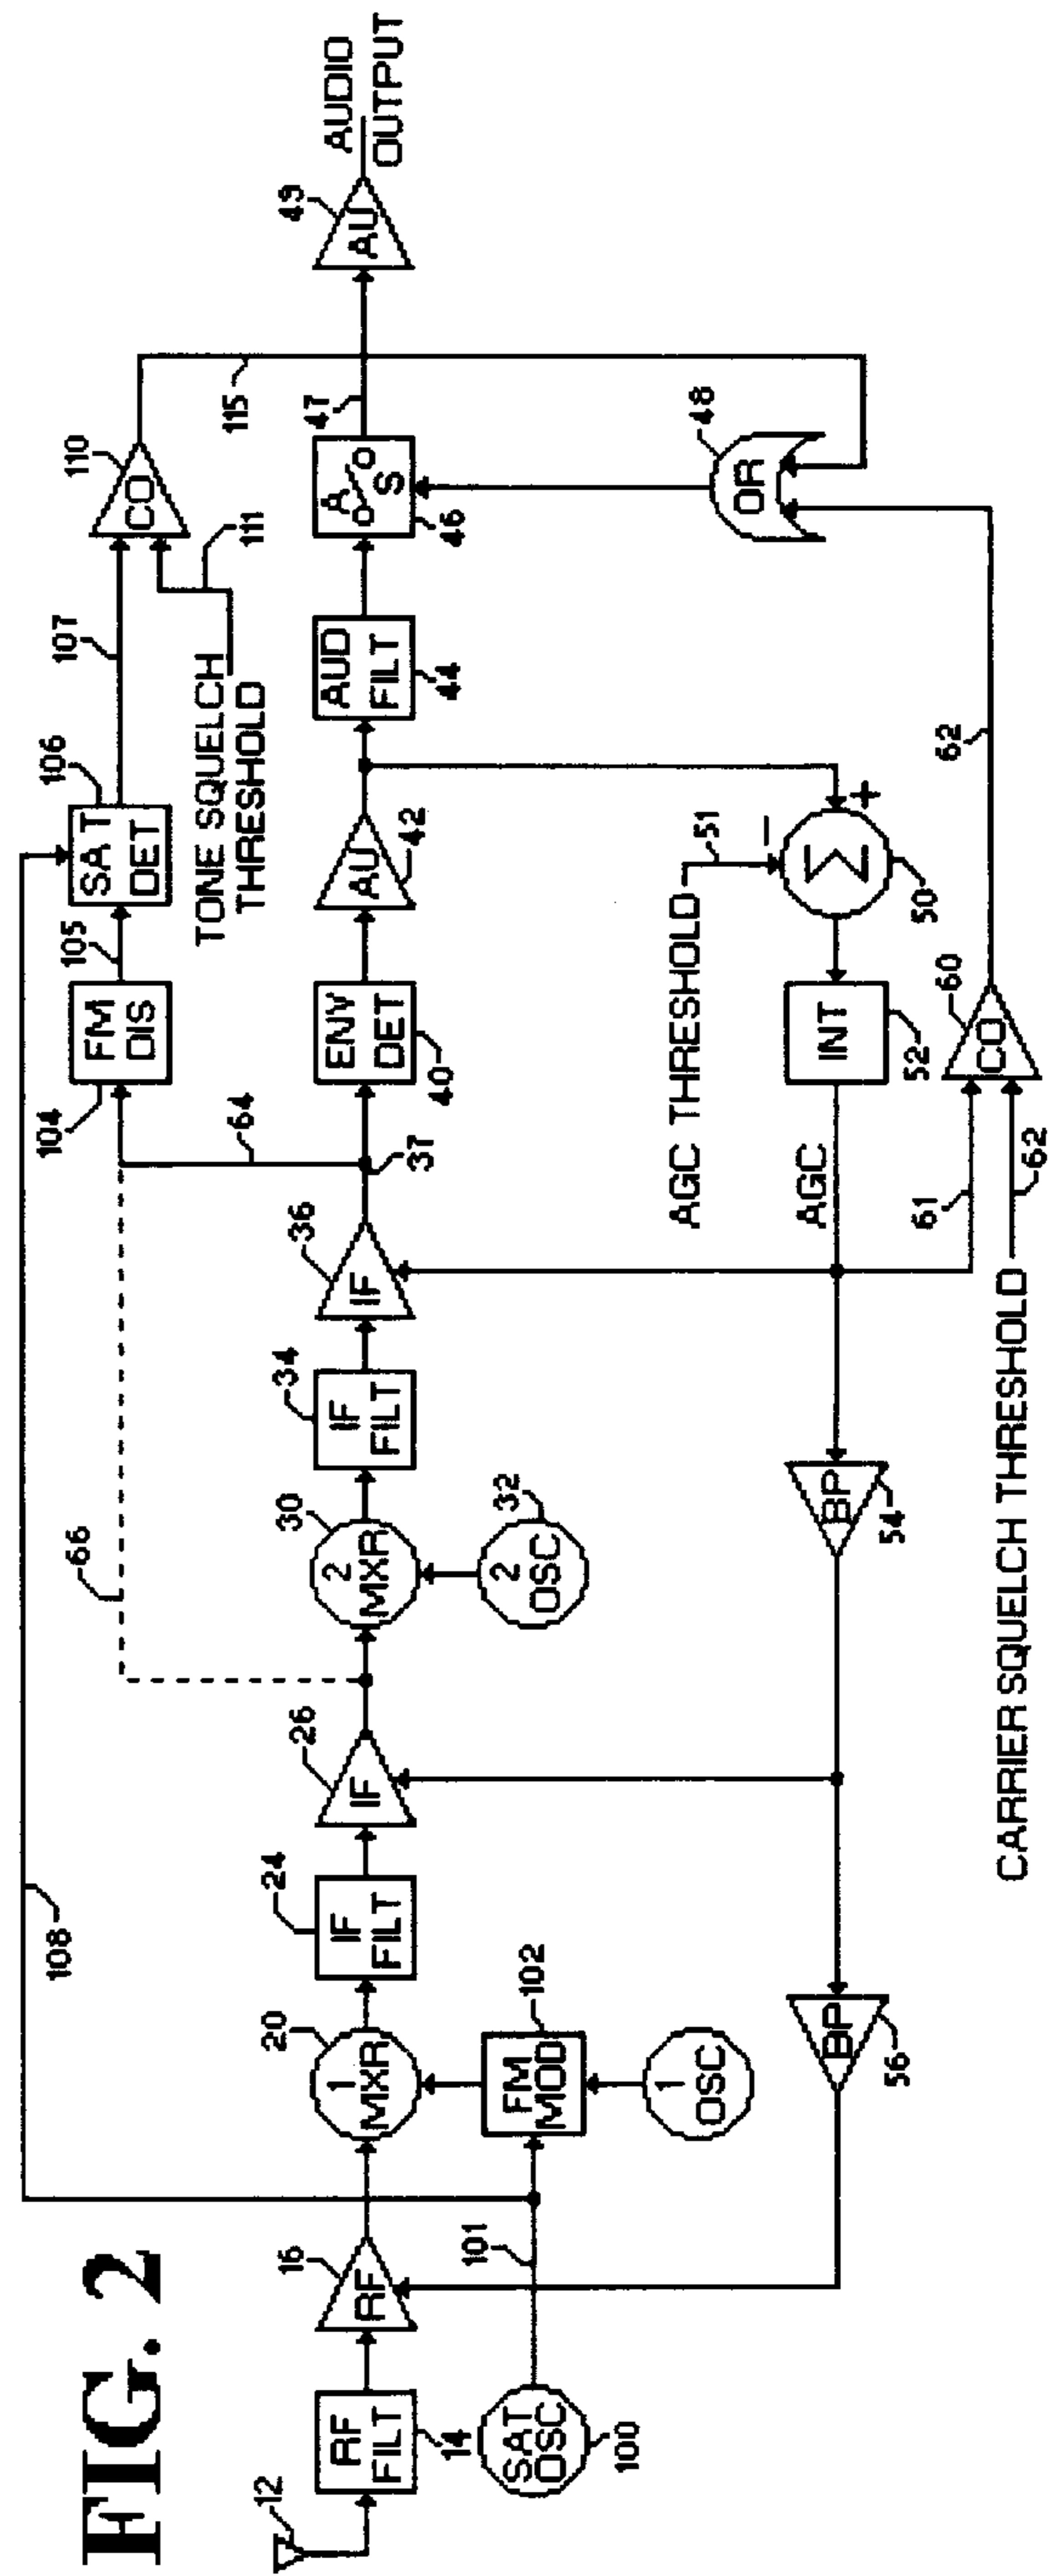 FIG. 2
12
RF
FILT
14
RF
16
1
MXR
20
IF
FILT
24
IF
26
2
MXR
30
IF
FILT
34
IF
36
37
ENV
DET
40
AU
42
AUD
FILT
44
A
S
46
47
AU
49
AUDIO
OUTPUT
SAT
OSC
100
101
FM
MOD
102
1
OSC
2
OSC
32
108
66
64
FM
DIS
104
105
SAT
DET
106
107
CO
110
111
TONE SQUELCH
THRESHOLD
115
OR
48
AGC THRESHOLD
51
−
+
Σ
50
INT
52
AGC
BP
54
BP
56
61
CO
60
62
62
CARRIER SQUELCH THRESHOLD